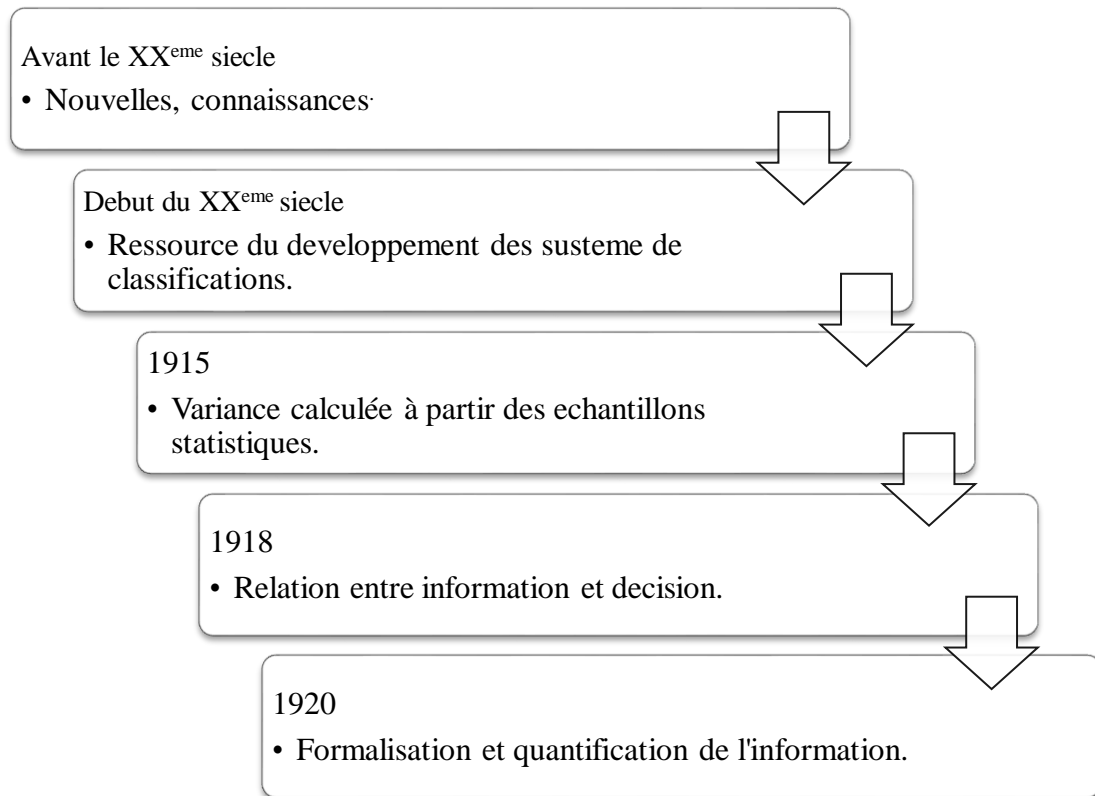 Avant le XXeme siecle
• Nouvelles, connaissances.
Debut du XXeme siecle
• Ressource du developpement des susteme de
classifications.
1915
• Variance calculée à partir des echantillons
statistiques.
1918
• Relation entre information et decision.
1920
• Formalisation et quantification de l'information.